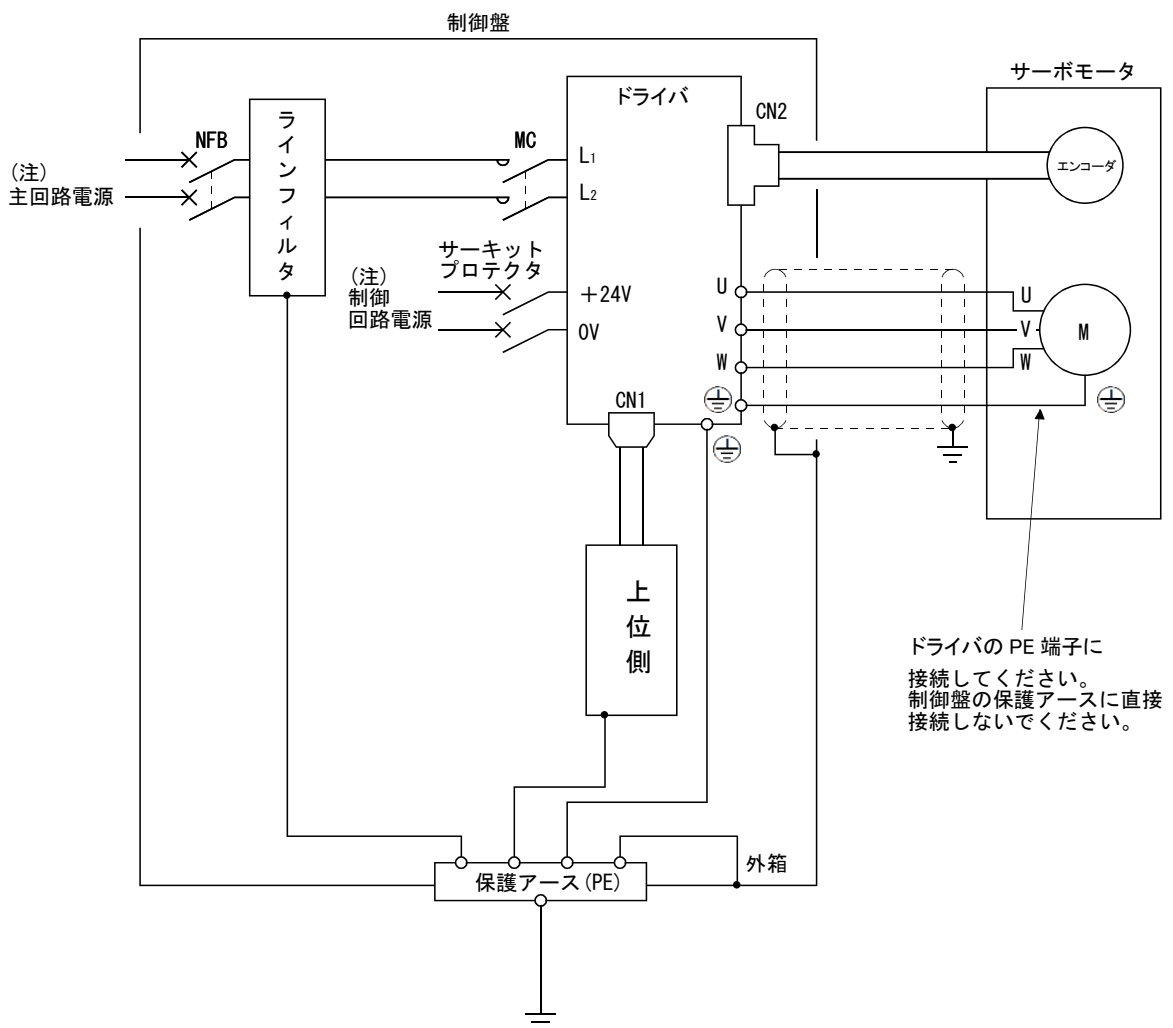 制御盤
サーボモータ
ドライバ
CN2
ラインフィルタ
NFB
MC
L1
L2
エンコーダ
(注)
主回路電源
サーキット
プロテクタ
(注)
制御
回路電源
+24V
0V
U
V
W
U
V
W
M
CN1
上位側
ドライバの PE 端子に
接続してください。
制御盤の保護アースに直接
接続しないでください。
外箱
保護アース(PE)